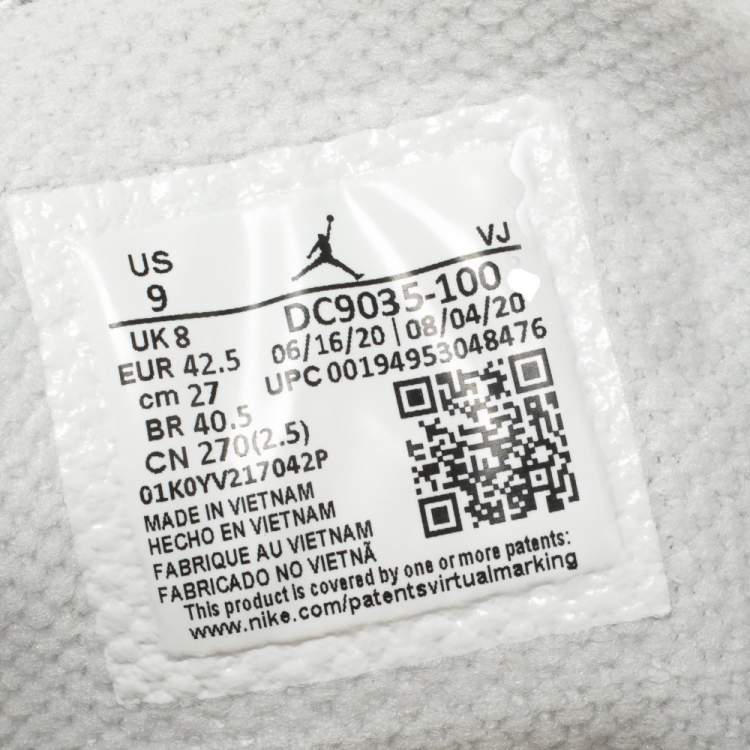 US
9
VJ
UK 8
EUR 42.5
cm 27
BR 40.5
CN 270(2.5)
DC9035-100
06/16/20 | 08/04/20
UPC 00194953048476
01K0YV217042P
MADE IN VIETNAM
HECHO EN VIETNAM
FABRIQUE AU VIETNAM
FABRICADO NO VIETNÃ
This product is covered by one or more patents:
www.nike.com/patentsvirtualmarking